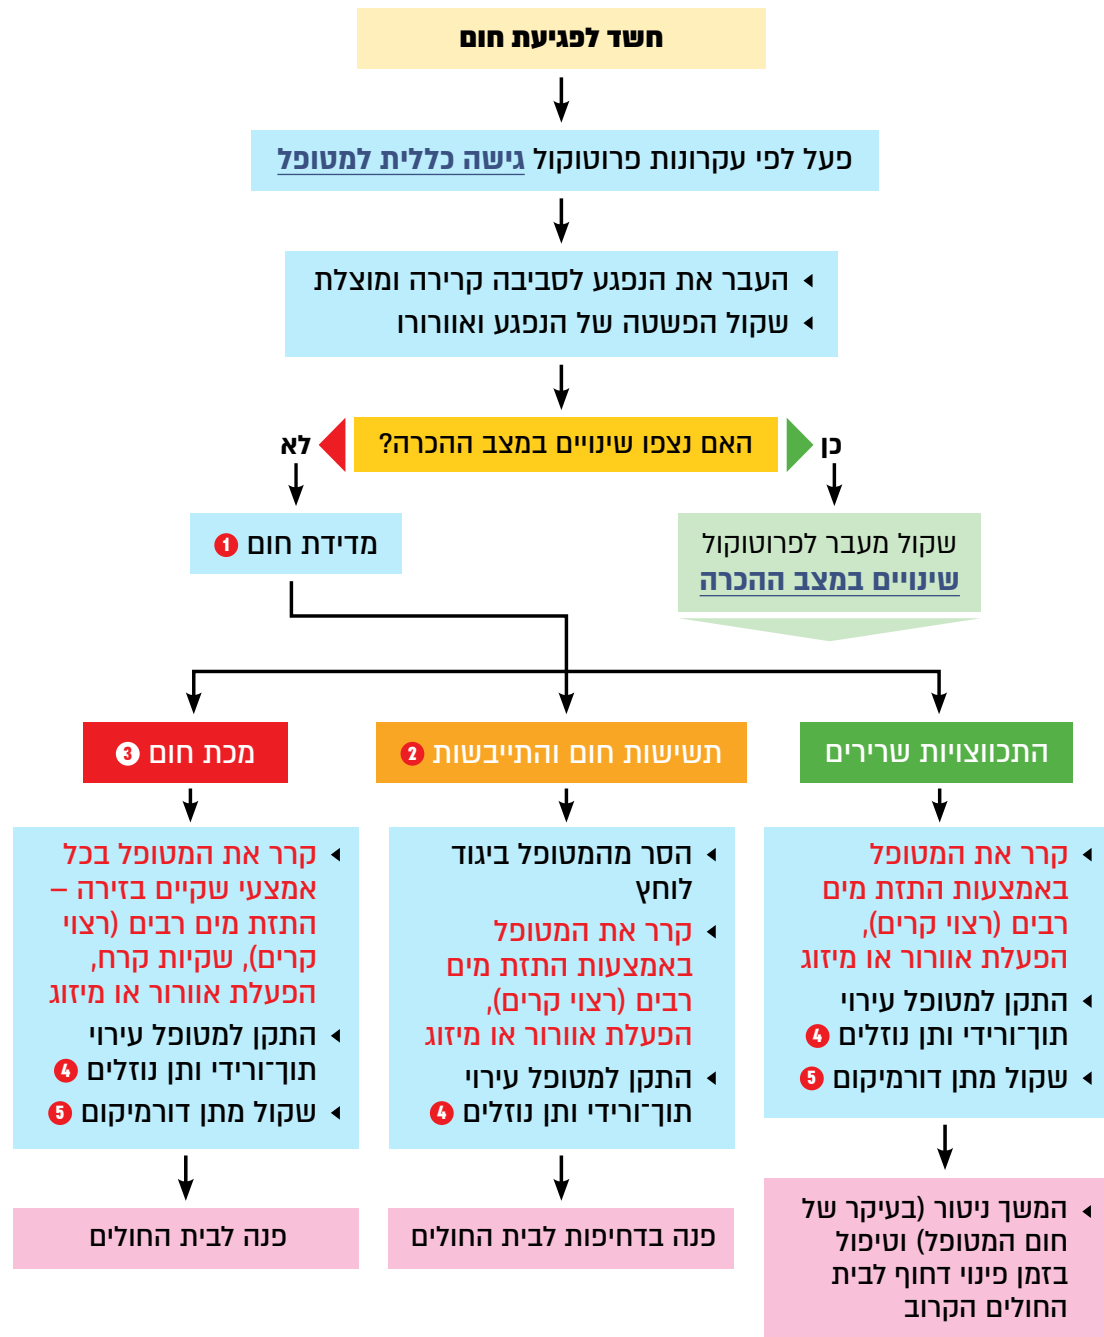 חשד לפגיעת חום
פעל לפי עקרונות פרוטוקול גישה כללית למטופל
העבר את הנפגע לסביבה קרירה ומוצלת
שקול הפשטה של הנפגע ואוורורו
האם נצפו שינויים במצב ההכרה?
כן
לא
שקול מעבר לפרוטוקול
שינויים במצב ההכרה
מדידת חום 1
התכווצויות שרירים
קרר את המטופל
באמצעות התזת מים
רבים (רצוי קרים),
הפעלת אוורור או מיזוג
התקן למטופל עירוי
תוך־ורידי ותן נוזלים 4
שקול מתן דורמיקום 5
המשך ניטור (בעיקר של
חום המטופל) וטיפול
בזמן פינוי דחוף לבית
החולים הקרוב
תשישות חום והתייבשות 2
הסר מהמטופל ביגוד
לוחץ
קרר את המטופל
באמצעות התזת מים
רבים (רצוי קרים),
הפעלת אוורור או מיזוג
התקן למטופל עירוי
תוך־ורידי ותן נוזלים 4
פנה בדחיפות לבית החולים
מכת חום 3
קרר את המטופל בכל
אמצעי שקיים בזירה –
התזת מים רבים (רצוי
קרים), שקיות קרח,
הפעלת אוורור או מיזוג
התקן למטופל עירוי
תוך־ורידי ותן נוזלים 4
שקול מתן דורמיקום 5
פנה לבית החולים